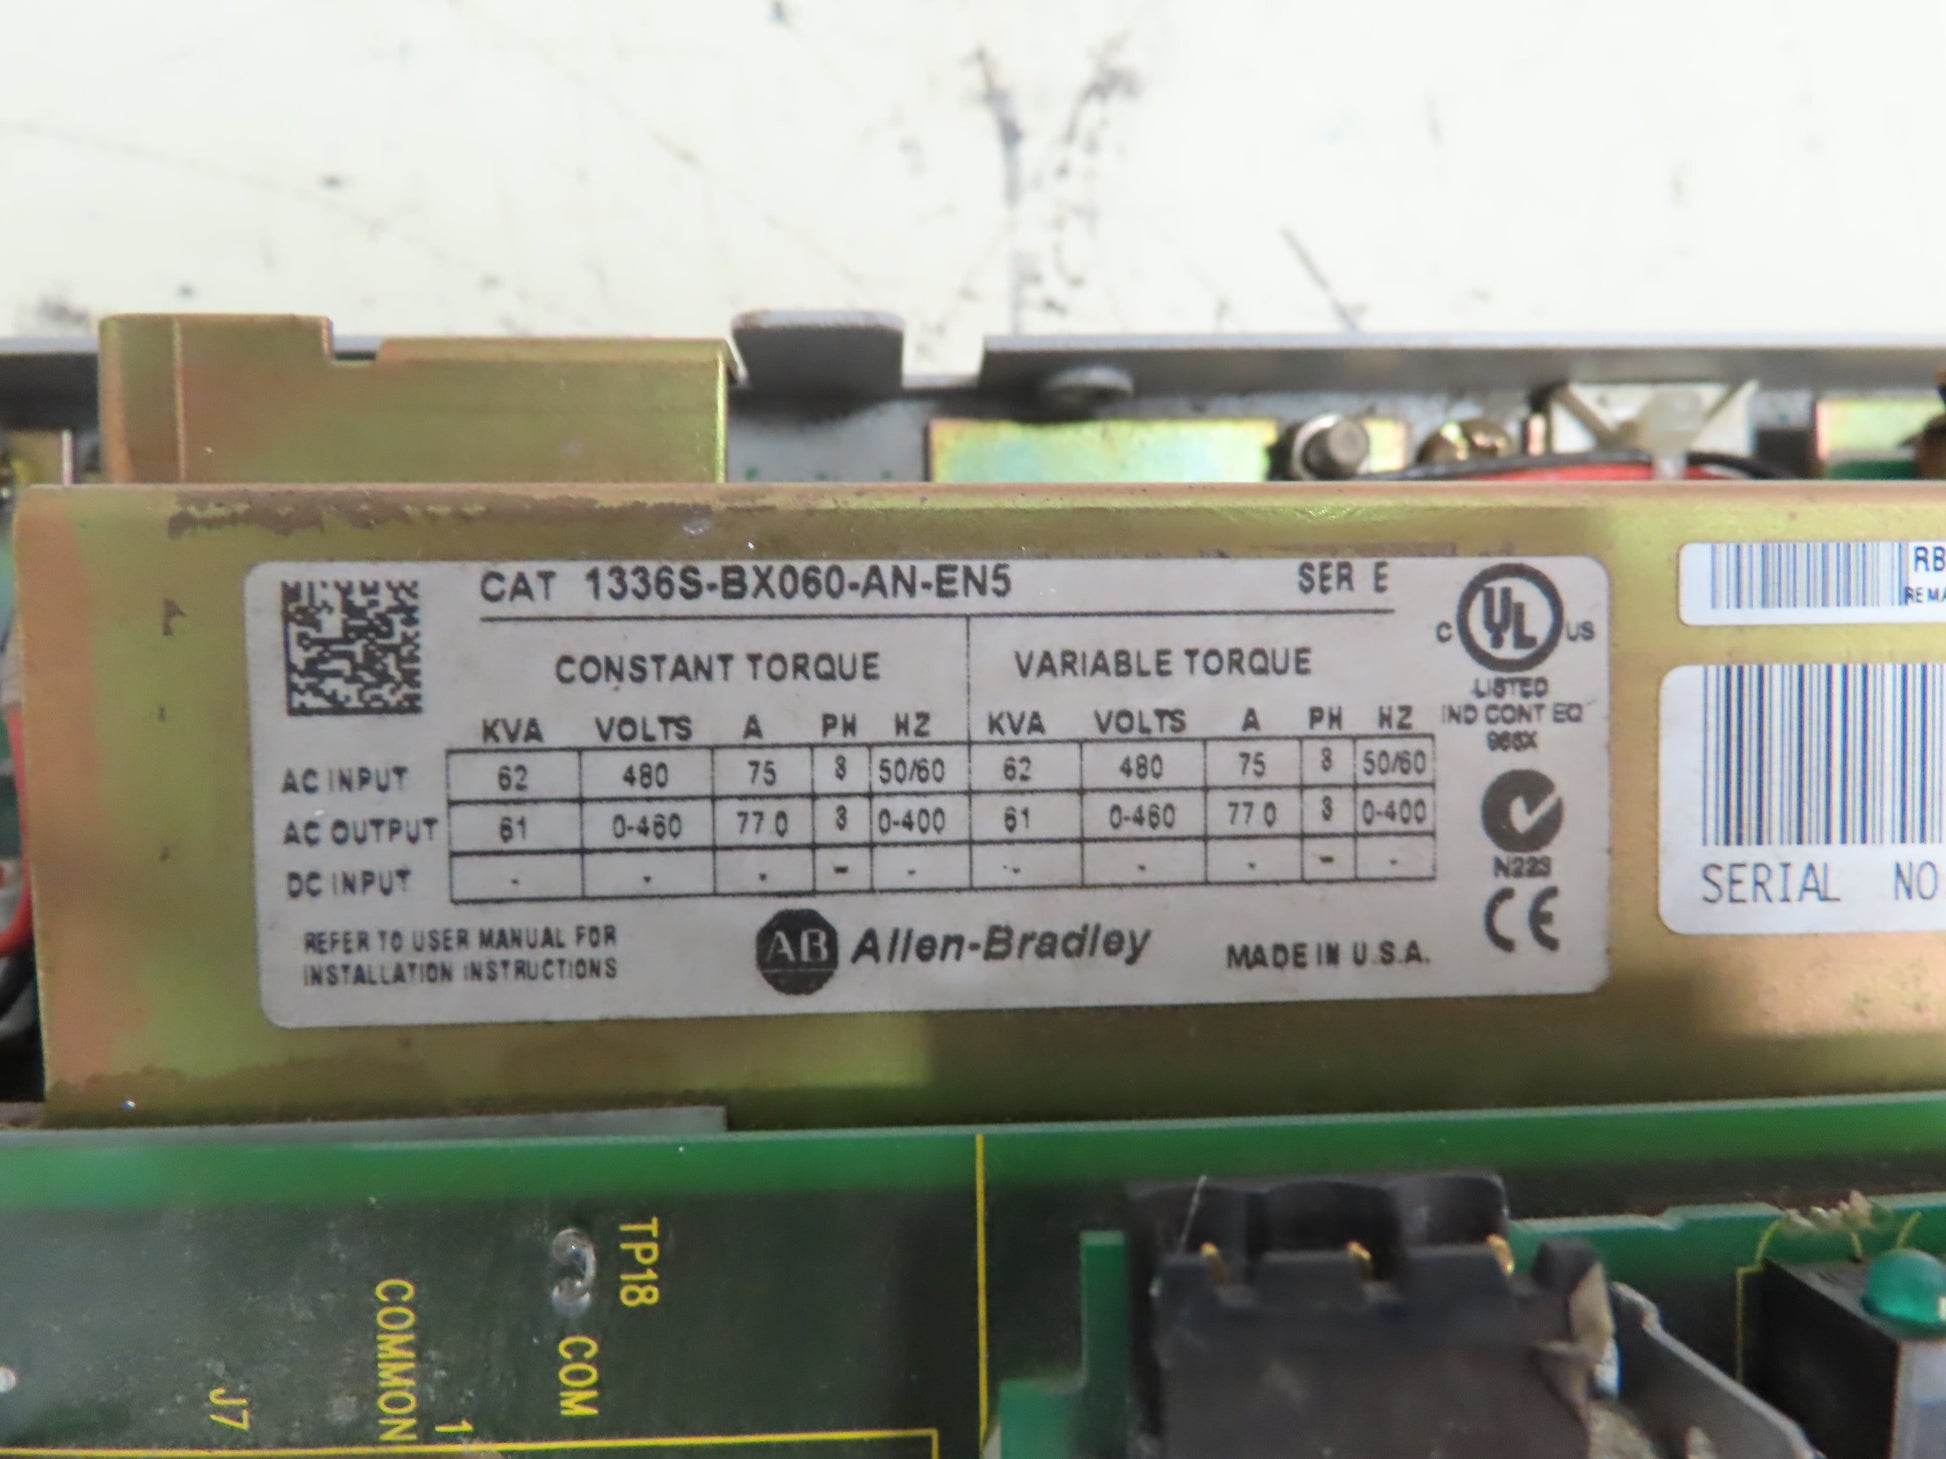 CAT 1336S-BX060-AN-EN5 SER E
CONSTANT TORQUE VARIABLE TORQUE
KVA VOLTS A PH HZ KVA VOLTS A PH HZ
AC INPUT 62 480 75 3 50/60 62 480 75 3 50/60
AC OUTPUT 61 0-460 77.0 3 0-400 61 0-460 77.0 3 0-400
DC INPUT - - - - - - - - - -
REFER TO USER MANUAL FOR
INSTALLATION INSTRUCTIONS
AB Allen-Bradley
MADE IN U.S.A.
C UL US
LISTED
IND CONT EQ
966X
N223
CE
RB
REMA
SERIAL NO
TP18
COM
COMMON
1
J7